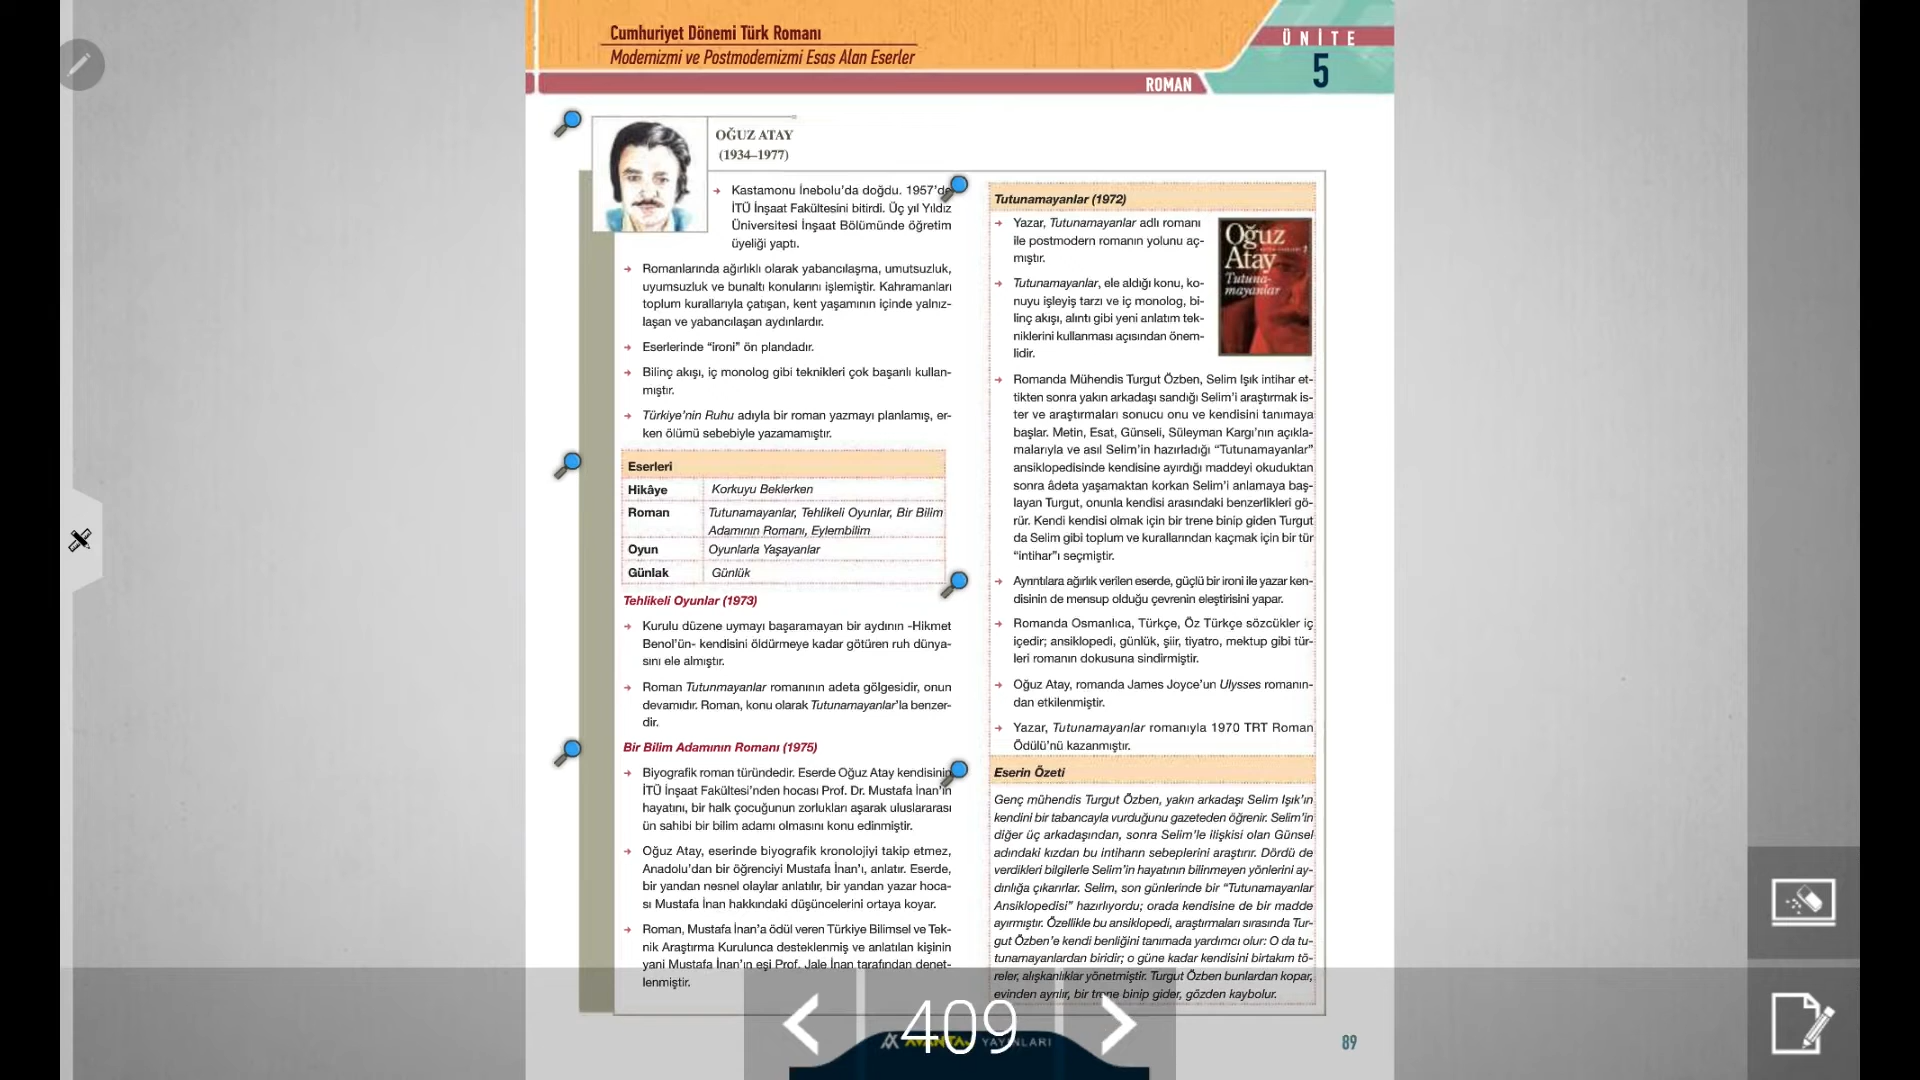 Cumhuriyet Dönemi Türk Romanı
Modernizmi ve Postmodernizmi Esas Alan Eserler
ÜNİTE
5
ROMAN
OĞUZ ATAY
(1934–1977)
Kastamonu İnebolu'da doğdu. 1957'de
İTÜ İnşaat Fakültesini bitirdi. Üç yıl Yıldız
Üniversitesi İnşaat Bölümünde öğretim
üyeliği yaptı.
Romanlarında ağırlıklı olarak yabancılaşma, umutsuzluk,
uyumsuzluk ve bunaltı konularını işlemiştir. Kahramanları
toplum kurallarıyla çatışan, kent yaşamının içinde yalnız-
laşan ve yabancılaşan aydınlardır.
Eserlerinde “ironi” ön plandadır.
Bilinç akışı, iç monolog gibi teknikleri çok başarılı kullan-
mıştır.
Türkiye'nin Ruhu adıyla bir roman yazmayı planlamış, er-
ken ölümü sebebiyle yazamamıştır.
Eserleri
Hikâye Korkuyu Beklerken
Roman Tutunamayanlar, Tehlikeli Oyunlar, Bir Bilim
Adamının Romanı, Eylembilim
Oyun Oyunlarla Yaşayanlar
Günlak Günlük
Tehlikeli Oyunlar (1973)
Kurulu düzene uymayı başaramayan bir aydının -Hikmet
Benol'ün- kendisini öldürmeye kadar götüren ruh dünya-
sını ele almıştır.
Roman Tutunmayanlar romanının adeta gölgesidir, onun
devamıdır. Roman, konu olarak Tutunamayanlar'la benzer-
dir.
Bir Bilim Adamının Romanı (1975)
Biyografik roman türündedir. Eserde Oğuz Atay kendisinin
İTÜ İnşaat Fakültesi'nden hocası Prof. Dr. Mustafa İnan'ın
hayatını, bir halk çocuğunun zorlukları aşarak uluslararası
ün sahibi bir bilim adamı olmasını konu edinmiştir.
Oğuz Atay, eserinde biyografik kronolojiyi takip etmez,
Anadolu'dan bir öğrenciyi Mustafa İnan'ı, anlatır. Eserde,
bir yandan nesnel olaylar anlatılır, bir yandan yazar hoca-
sı Mustafa İnan hakkındaki düşüncelerini ortaya koyar.
Roman, Mustafa İnan'a ödül veren Türkiye Bilimsel ve Tek-
nik Araştırma Kurulunca desteklenmiş ve anlatılan kişinin
yani Mustafa İnan'ın eşi Prof. Jale İnan tarafından denet-
lenmiştir.
Tutunamayanlar (1972)
Yazar, Tutunamayanlar adlı romanı
ile postmodern romanın yolunu aç-
mıştır.
Tutunamayanlar, ele aldığı konu, ko-
nuyu işleyiş tarzı ve iç monolog, bi-
linç akışı, alıntı gibi yeni anlatım tek-
niklerini kullanması açısından önem-
lidir.
Oğuz
Atay
Tutuna-
mayanlar
Romanda Mühendis Turgut Özben, Selim Işık intihar et-
tikten sonra yakın arkadaşı sandığı Selim'i araştırmak is-
ter ve araştırmaları sonucu onu ve kendisini tanımaya
başlar. Metin, Esat, Günseli, Süleyman Kargı'nın açıkla-
malarıyla ve asıl Selim'in hazırladığı “Tutunamayanlar”
ansiklopedisinde kendisine ayırdığı maddeyi okuduktan
sonra âdeta yaşamaktan korkan Selim'i anlamaya baş-
layan Turgut, onunla kendisi arasındaki benzerlikleri gö-
rür. Kendi kendisi olmak için bir trene binip giden Turgut
da Selim gibi toplum ve kurallarından kaçmak için bir tür
“intihar”ı seçmiştir.
Ayrıntılara ağırlık verilen eserde, güçlü bir ironi ile yazar ken-
disinin de mensup olduğu çevrenin eleştirisini yapar.
Romanda Osmanlıca, Türkçe, Öz Türkçe sözcükler iç
içedir; ansiklopedi, günlük, şiir, tiyatro, mektup gibi tür-
leri romanın dokusuna sindirmiştir.
Oğuz Atay, romanda James Joyce'un Ulysses romanın-
dan etkilenmiştir.
Yazar, Tutunamayanlar romanıyla 1970 TRT Roman
Ödülü'nü kazanmıştır.
Eserin Özeti
Genç mühendis Turgut Özben, yakın arkadaşı Selim Işık'ın
kendini bir tabancayla vurduğunu gazeteden öğrenir. Selim'in
diğer üç arkadaşından, sonra Selim'le ilişkisi olan Günsel
adındaki kızdan bu intiharın sebeplerini araştırır. Dördü de
verdikleri bilgilerle Selim'in hayatının bilinmeyen yönlerini ay-
dınlığa çıkarırlar. Selim, son günlerinde bir “Tutunamayanlar
Ansiklopedisi” hazırlıyordu; orada kendisine de bir madde
ayırmıştır. Özellikle bu ansiklopedi, araştırmaları sırasında Tur-
gut Özben'e kendi benliğini tanımada yardımcı olur: O da tu-
tunamayanlardan biridir; o güne kadar kendisini birtakım tö-
reler, alışkanlıklar yönetmiştir. Turgut Özben bunlardan kopar,
evinden ayrılır, bir trene binip gider, gözden kaybolur.
409
YAYINLARI
89